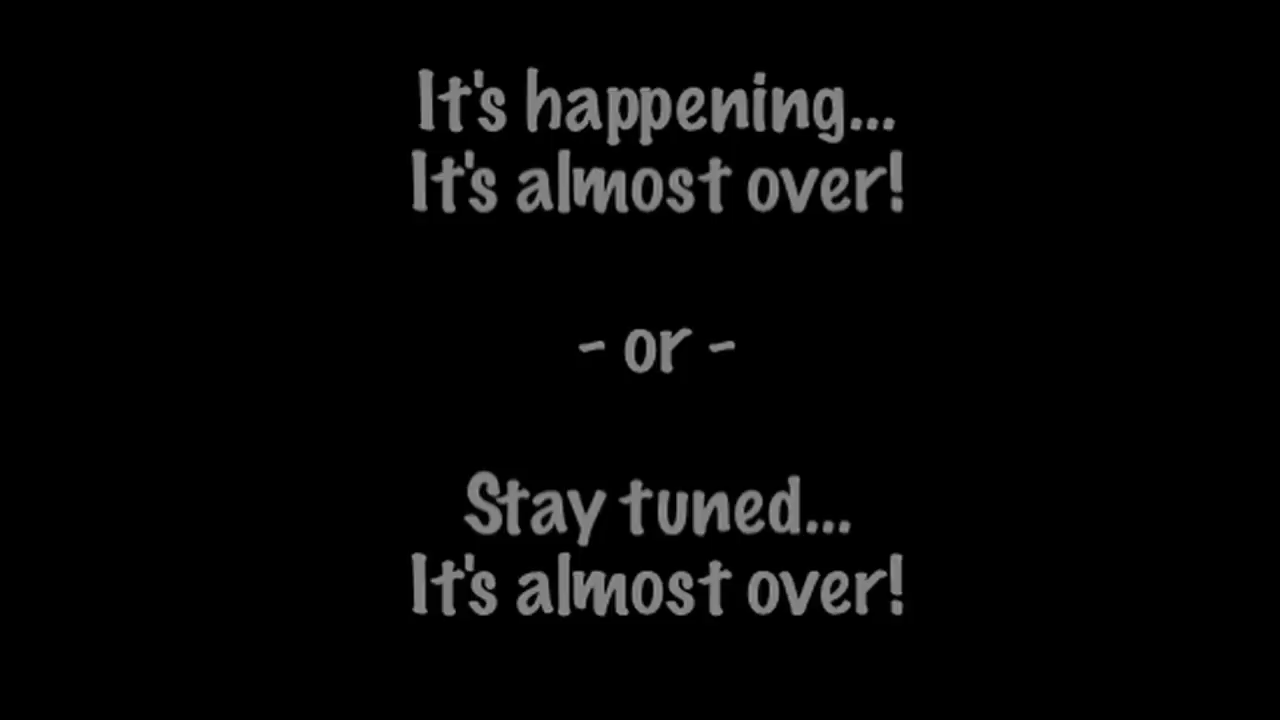 It's happening...
It's almost over!
- or -
Stay tuned...
It's almost over!